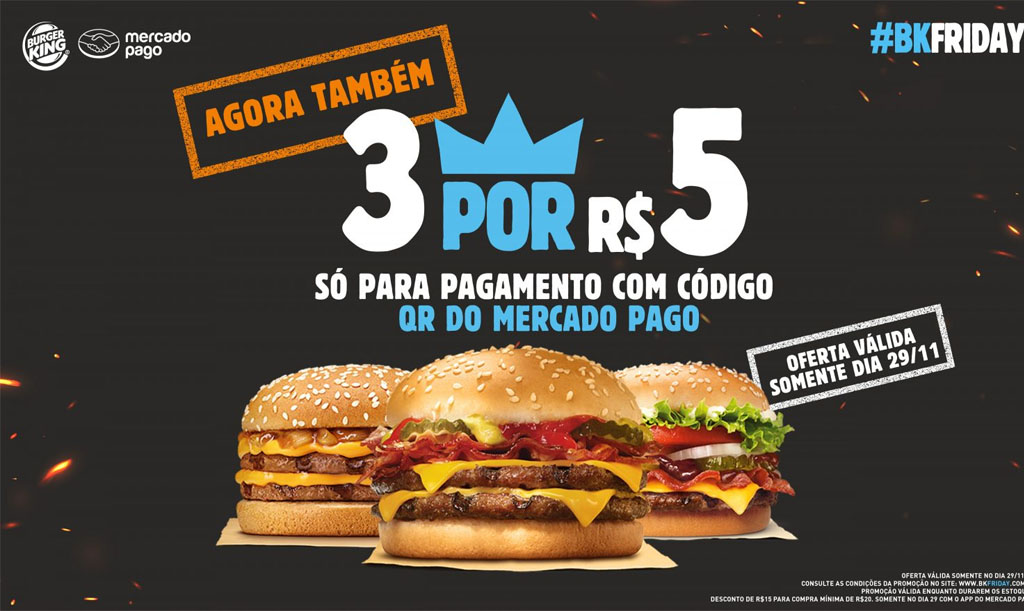 BURGER KING
mercado pago
#BKFRIDAY
AGORA TAMBÉM
3 POR R$5
SÓ PARA PAGAMENTO COM CÓDIGO
QR DO MERCADO PAGO
OFERTA VÁLIDA
SOMENTE DIA 29/11
OFERTA VÁLIDA SOMENTE NO DIA 29/11
CONSULTE AS CONDIÇÕES DA PROMOÇÃO NO SITE: WWW.BKFRIDAY.COM
PROMOÇÃO VÁLIDA ENQUANTO DURAREM OS ESTOQ
DESCONTO DE R$15 PARA COMPRA MÍNIMA DE R$20. SOMENTE NO DIA 29 COM O APP DO MERCADO PA